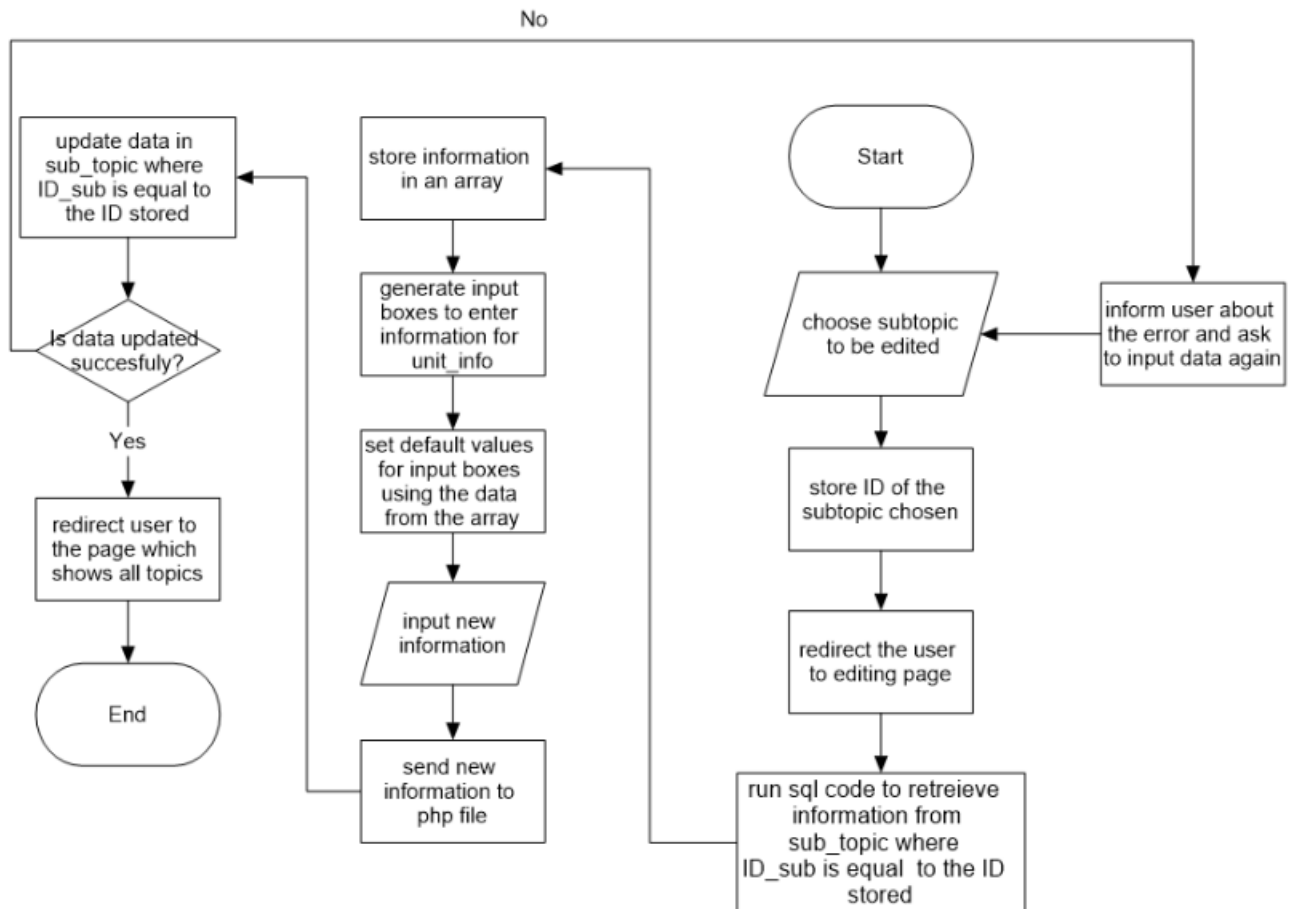 No
Start
choose subtopic
to be edited
store ID of the
subtopic chosen
redirect the user
to editing page
run sql code to retreieve
information from
sub_topic where
ID_sub is equal to the ID
stored
store information
in an array
generate input
boxes to enter
information for
unit_info
set default values
for input boxes
using the data
from the array
input new
information
send new
information to
php file
update data in
sub_topic where
ID_sub is equal to
the ID stored
Is data updated
succesfuly?
Yes
redirect user to
the page which
shows all topics
End
inform user about
the error and ask
to input data again